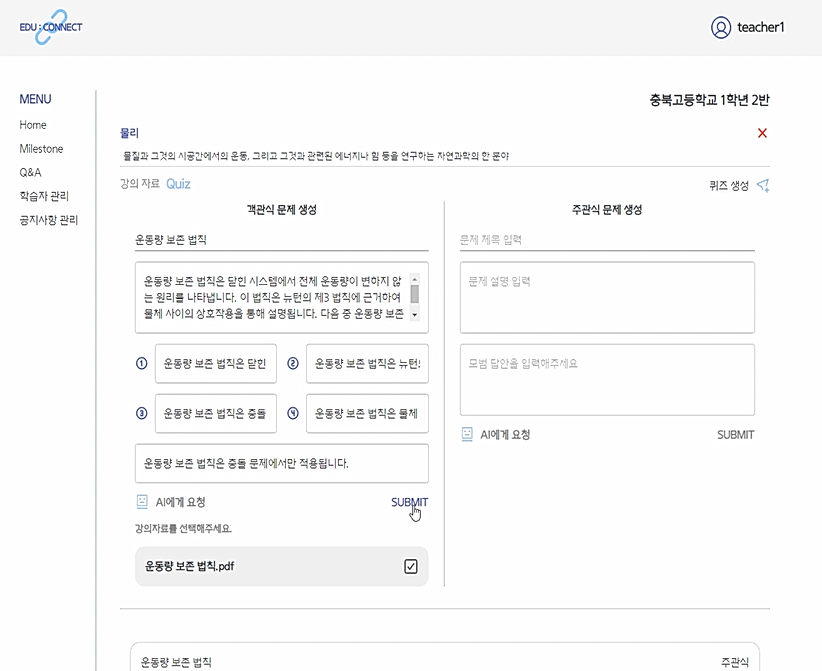 EDU:CONNECT
teacher1
MENU
Home
Milestone
Q&A
학습자 관리
공지사항 관리
충북고등학교 1학년 2반
물리
물질과 그것의 시공간에서의 운동, 그리고 그것과 관련된 에너지나 힘 등을 연구하는 자연과학의 한 분야
강의 자료 Quiz
퀴즈 생성
객관식 문제 생성
운동량 보존 법칙
운동량 보존 법칙은 닫힌 시스템에서 전체 운동량이 변하지 않
는 원리를 나타냅니다. 이 법칙은 뉴턴의 제3 법칙에 근거하여
물체 사이의 상호작용을 통해 설명됩니다. 다음 중 운동량 보존
1 운동량 보존 법칙은 닫힌
2 운동량 보존 법칙은 뉴턴
3 운동량 보존 법칙은 충돌
4 운동량 보존 법칙은 물체
운동량 보존 법칙은 충돌 문제에서만 적용됩니다.
AI에게 요청
SUBMIT
강의자료를 선택해주세요.
운동량 보존 법칙.pdf
주관식 문제 생성
문제 제목 입력
문제 설명 입력
모범 답안을 입력해주세요
AI에게 요청
SUBMIT
운동량 보존 법칙
주관식